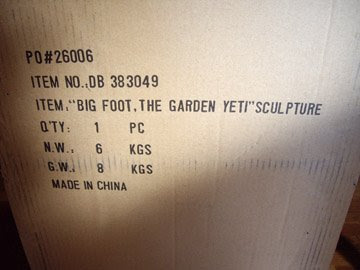 PO#26006
ITEM NO.,DB 383049
ITEM,"BIG FOOT,THE GARDEN YETI"SCULPTURE
Q'TY: 1 PC
N.W.: 6 KGS
G.W.: 8 KGS
MADE IN CHINA